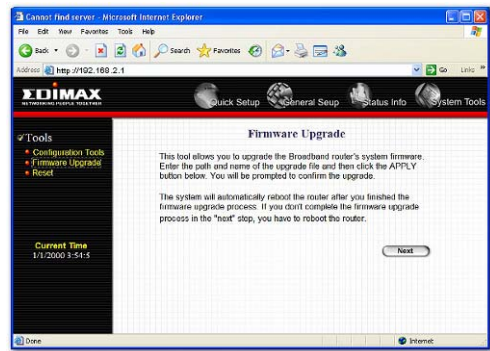 Cannot find server - Microsoft Internet Explorer
File Edit View Favorites Tools Help
Back Search Favorites
Address http://192.168.2.1 Go Links
EDIMAX
NETWORKING PEOPLE TOGETHER
Quick Setup General Seup Status Info System Tools
Tools
Configuration Tools
Firmware Upgrade
Reset
Current Time
1/1/2000 3:54:5
Firmware Upgrade
This tool allows you to upgrade the Broadband router's system firmware.
Enter the path and name of the upgrade file and then click the APPLY
button below. You will be prompted to confirm the upgrade.
The system will automatically reboot the router after you finished the
firmware upgrade process. If you don't complete the firmware upgrade
process in the "next" step, you have to reboot the router.
Next
Done Internet